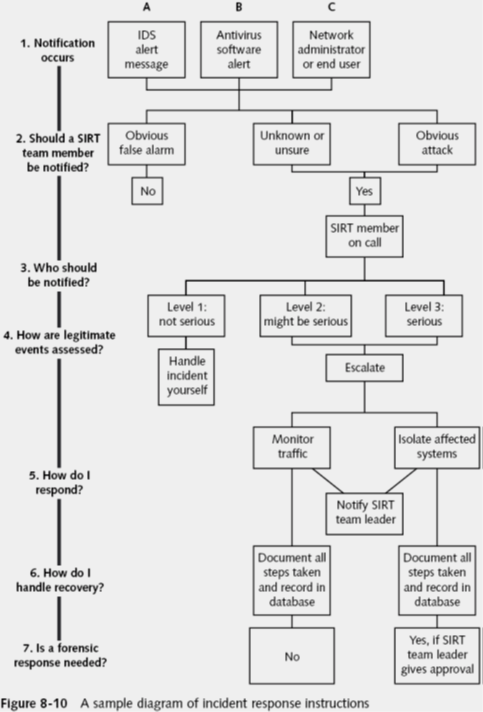 A
B
C
1. Notification
occurs
IDS
alert
message
Antivirus
software
alert
Network
administrator
or end user
2. Should a SIRT
team member
be notified?
Obvious
false alarm
Unknown or
unsure
Obvious
attack
No
Yes
SIRT member
on call
3. Who should
be notified?
Level 1:
not serious
Level 2:
might be serious
Level 3:
serious
4. How are legitimate
events assessed?
Handle
incident
yourself
Escalate
Monitor
traffic
Isolate affected
systems
5. How do I
respond?
Notify SIRT
team leader
6. How do I
handle recovery?
Document all
steps taken
and record in
database
Document all
steps taken
and record in
database
7. Is a forensic
response needed?
No
Yes, if SIRT
team leader
gives approval
Figure 8-10 A sample diagram of incident response instructions